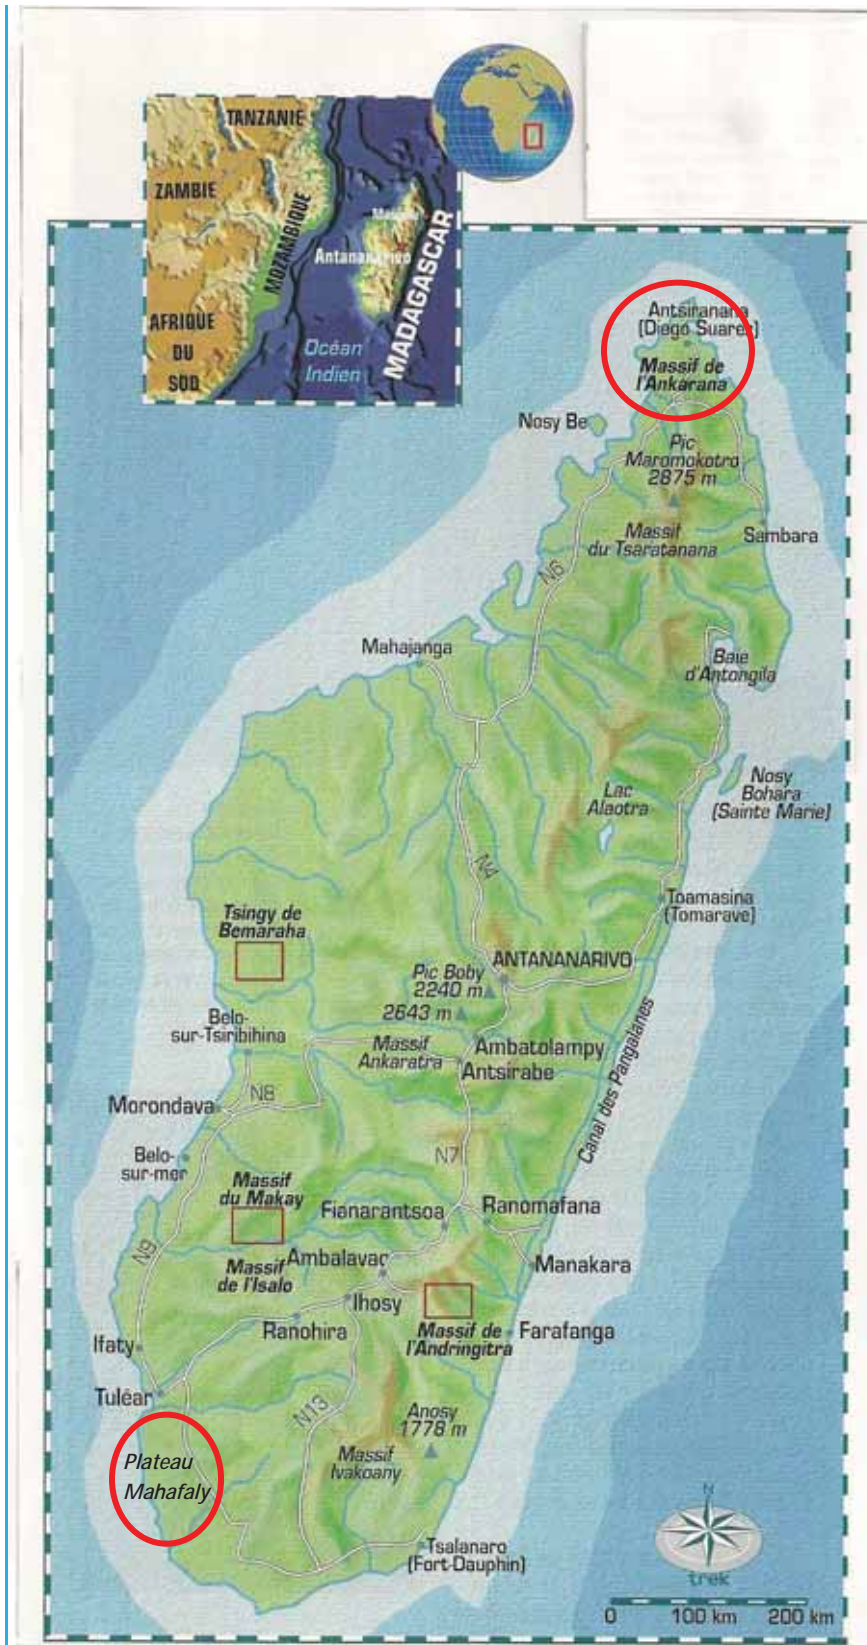 TANZANIE
ZAMBIE
MOZAMBIQUE
Antananarivo
MADAGASCAR
AFRIQUE
DU
SUD
Océan
Indien
Antsiranana
(Diego Suarez)
Massif de
l'Ankarana
Nosy Be
Pic
Maromokotro
2875 m
Massif
du Tsaratanana
Sambara
N6
Mahajanga
Baie
d'Antongila
Nosy
Bohara
(Sainte Marie)
Lac
Alaotra
N4
Toamasina
(Tomarave)
Tsingy de
Bemaraha
ANTANANARIVO
Pic Boby
2240 m
2643 m
Belo-
sur-Tsiribihina
Massif
Ankaratra
Ambatolampy
Antsirabe
Canal des Pangalanes
N8
Morondava
N7
Belo-
sur-mer
Massif
du Makay
Fianarantsoa
Ranomafana
N9
Massif
de l'Isalo
Ambalavao
Manakara
Ihosy
Ranohira
Massif de
l'Andringitra
Farafanga
Ifaty
Tuléar
N13
Anosy
1778 m
Massif
Ivakoany
Plateau
Mahafaly
Tsalanaro
(Fort-Dauphin)
N
trek
0 100 km 200 km